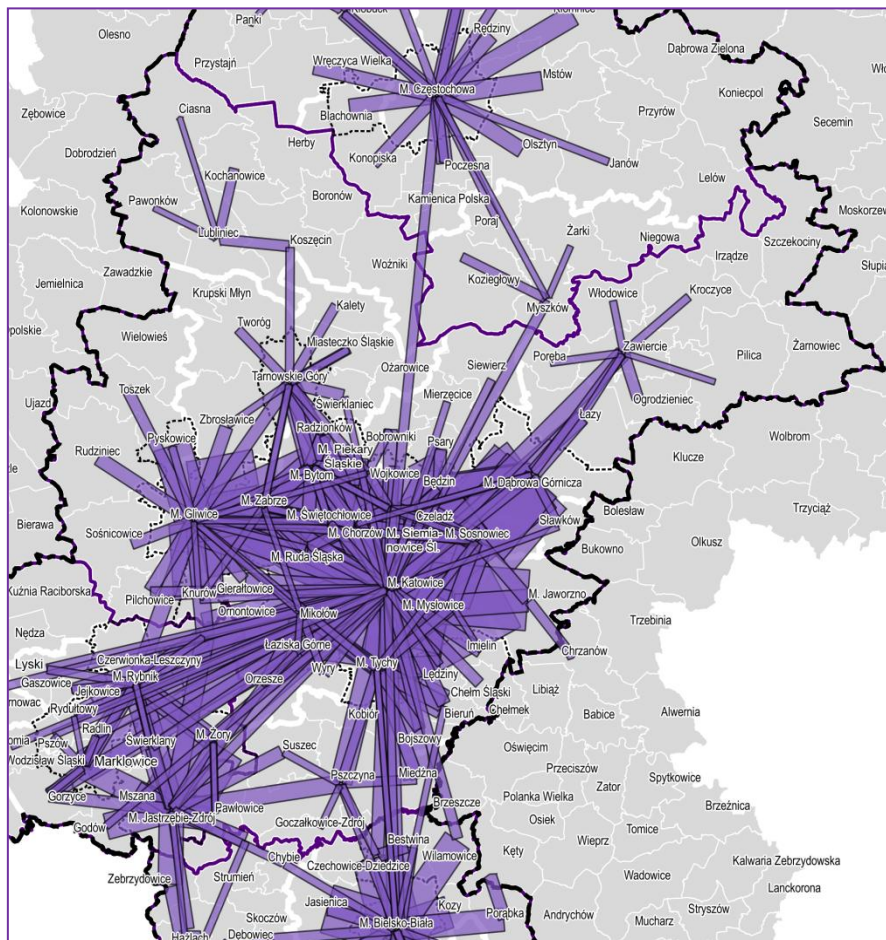 Olesno
Panki
Kłobuck
Rędziny
Kłomnice
Dąbrowa Zielona
Przystajń
Wręczyca Wielka
M. Częstochowa
Mstów
Koniecpol
Zębowice
Ciasna
Blachownia
Przyrów
Secemin
Dobrodzień
Herby
Konopiska
Olsztyn
Janów
Kochanowice
Poczesna
Lelów
Pawonków
Boronów
Kamienica Polska
Kolonowskie
Lubliniec
Poraj
Żarki
Niegowa
Moskorzew
Koszęcin
Woźniki
Szczekociny
Zawadzkie
Koziegłowy
Irządze
Słupia
Jemielnica
Krupski Młyn
Włodowice
Kroczyce
Kalety
Myszków
Tworóg
Wielowieś
Miasteczko Śląskie
Poręba
Zawiercie
Pilica
Żarnowiec
Ożarowice
Siewierz
Tarnowskie Góry
Toszek
Świerklaniec
Mierzęcice
Ogrodzieniec
Ujazd
Zbrosławice
Radzionków
Łazy
Pyskowice
Bobrowniki
Psary
Wolbrom
Rudziniec
M. Piekary
Śląskie
M. Bytom
Wojkowice
Będzin
M. Dąbrowa Górnicza
Klucze
M. Zabrze
Trzyciąż
Bierawa
M. Gliwice
M. Świętochłowice
Czeladź
Sławków
Bolesław
Sośnicowice
M. Chorzów
M. Siemia-
nowice Śl.
M. Sosnowiec
Olkusz
M. Ruda Śląska
Bukowno
Kuźnia Raciborska
Pilchowice
Knurów
Gierałtowice
M. Katowice
M. Jaworzno
Ornontowice
M. Mysłowice
Mikołów
Trzebinia
Nędza
Łaziska Górne
Imielin
Chrzanów
Lyski
Czerwionka-Leszczyny
Wyry
M. Tychy
Lędziny
Gaszowice
M. Rybnik
Orzesze
Chełm Śląski
Libiąż
Jejkowice
Kobiór
Bieruń
Chełmek
Babice
Alwernia
Rydułtowy
Radlin
M. Żory
Bojszowy
Pszów
Świerklany
Suszec
Oświęcim
Wodzisław Śląski
Marklowice
Przeciszów
Pszczyna
Miedźna
Spytkowice
Gorzyce
Mszana
Zator
Pawłowice
Brzeszcze
Polanka Wielka
Brzeźnica
M. Jastrzębie-Zdrój
Goczałkowice-Zdrój
Osiek
Godów
Tomice
Bestwina
Wieprz
Chybie
Wilamowice
Kęty
Zebrzydowice
Strumień
Czechowice-Dziedzice
Kalwaria Zebrzydowska
Wadowice
Lanckorona
Jasienica
Kozy
Stryszów
Skoczów
Porąbka
Andrychów
Hażlach
Dębowiec
M. Bielsko-Biała
Mucharz